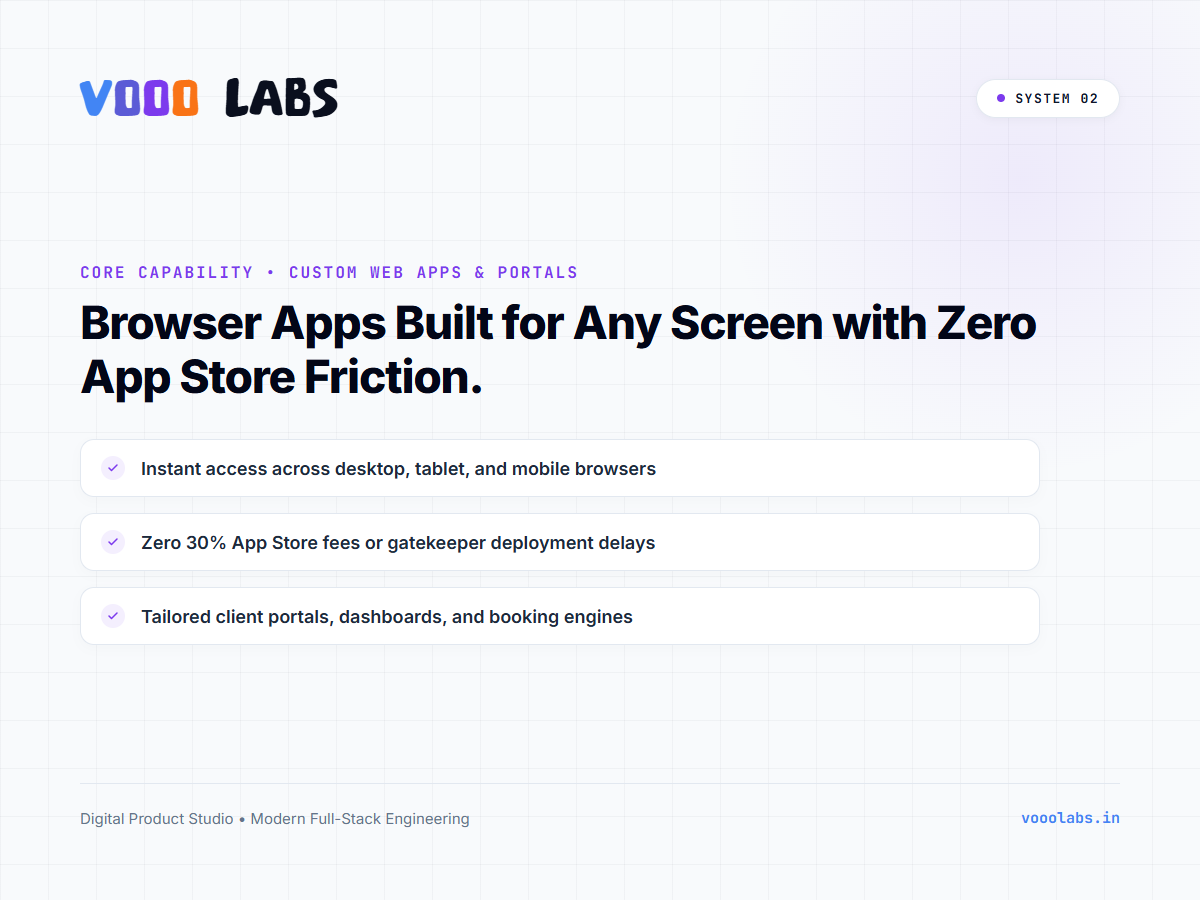 VOOO LABS
SYSTEM 02
CORE CAPABILITY • CUSTOM WEB APPS & PORTALS
Browser Apps Built for Any Screen with Zero
App Store Friction.
Instant access across desktop, tablet, and mobile browsers
Zero 30% App Store fees or gatekeeper deployment delays
Tailored client portals, dashboards, and booking engines
Digital Product Studio • Modern Full-Stack Engineering
vooolabs.in